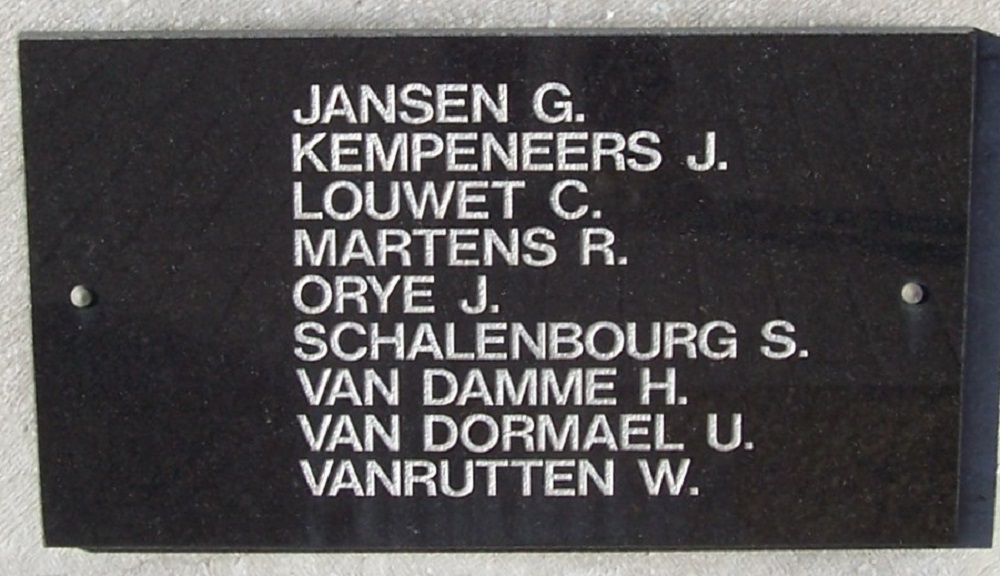 JANSEN G.
KEMPENEERS J.
LOUWET C.
MARTENS R.
ORYE J.
SCHALENBOURG S.
VAN DAMME H.
VAN DORMAEL U.
VANRUTTEN W.